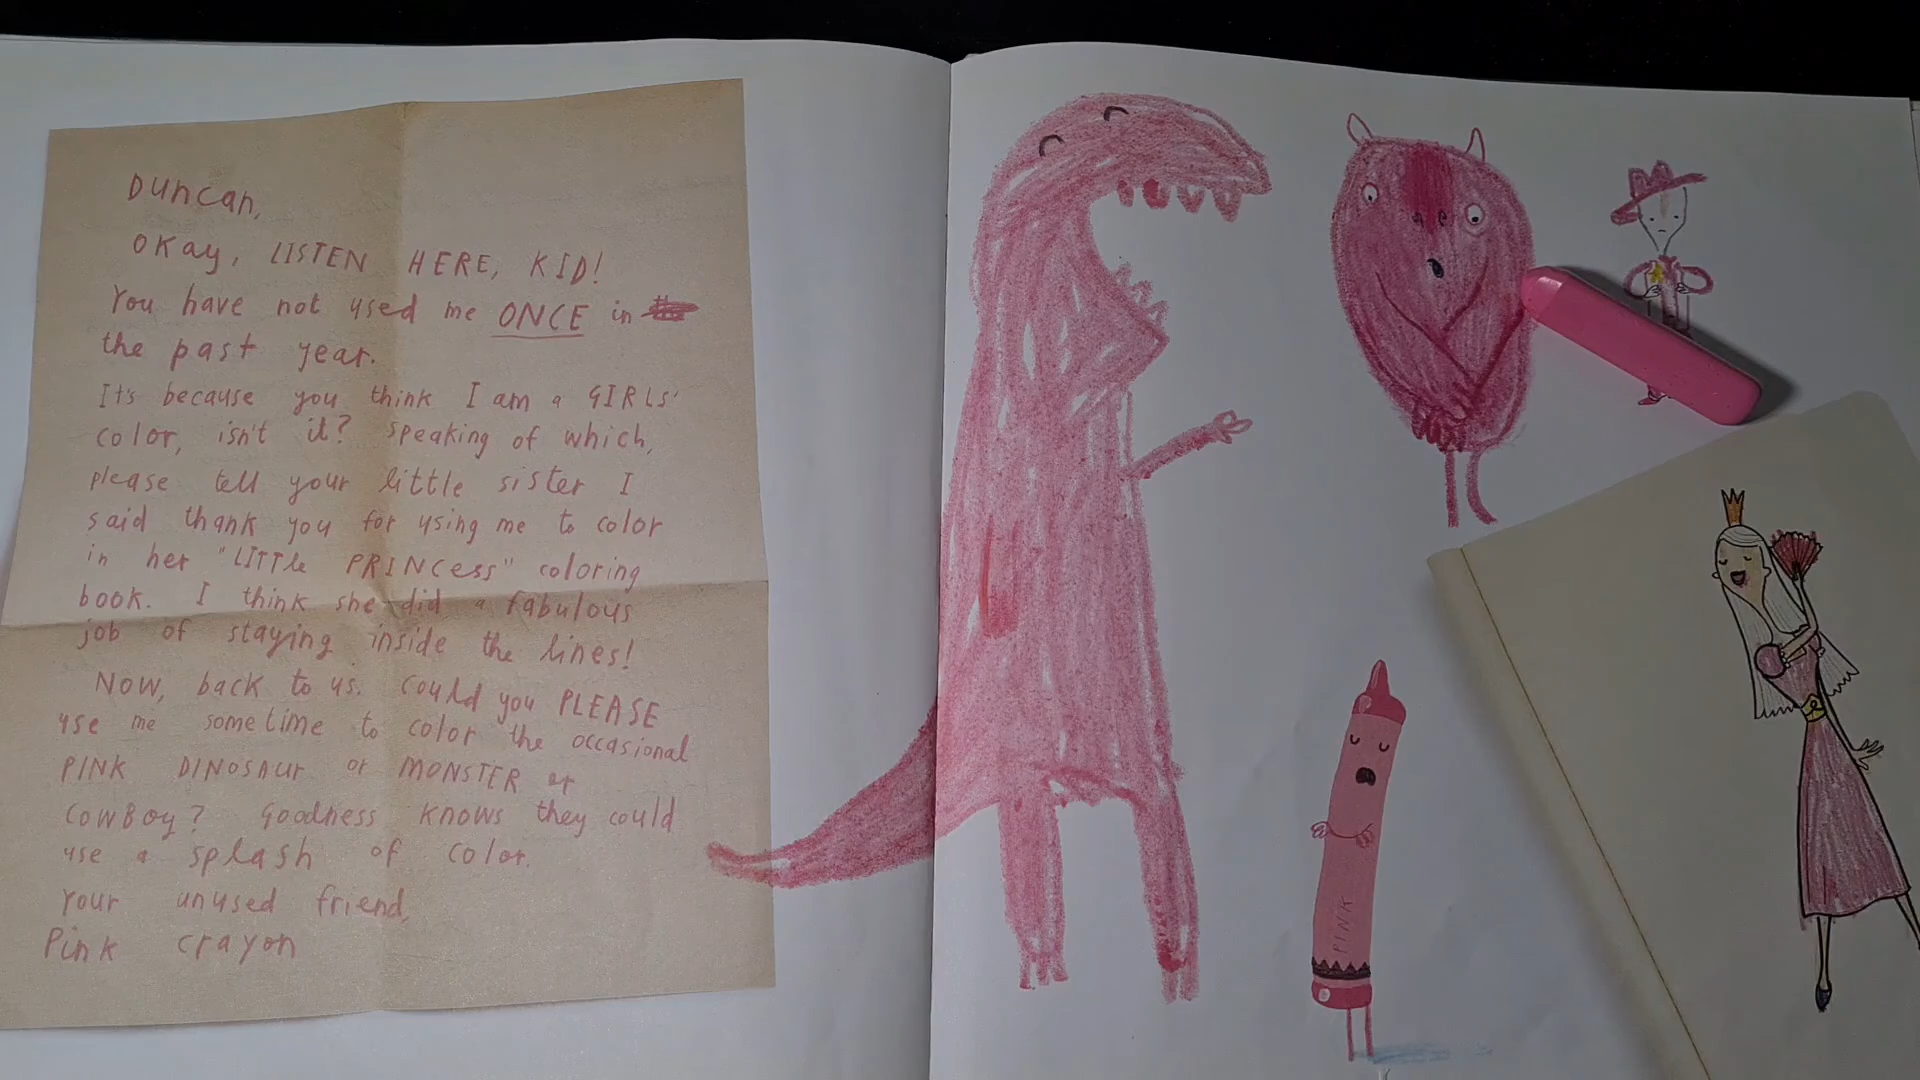 Duncan,
Okay, LISTEN HERE, KID!
You have not used me ONCE in
the past year.
It's because you think I am a GIRLS'
color, isn't it? Speaking of which,
please tell your little sister I
said thank you for using me to color
in her "LITTle PRINCess" coloring
book. I think she did a fabulous
job of staying inside the lines!
Now, back to us. Could you PLEASE
use me sometime to color the occasional
PINK DINOSAUR or MONSTER or
COWBOY? Goodness knows they could
use a splash of color.
Your unused friend,
Pink crayon
PINK